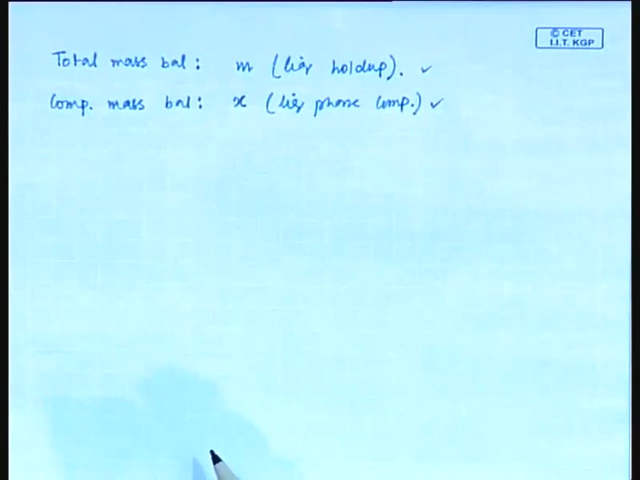 © CET
I.I.T. KGP
Total mass bal : m (liq holdup). ✓
Comp. mass bal : x (liq phase comp.) ✓